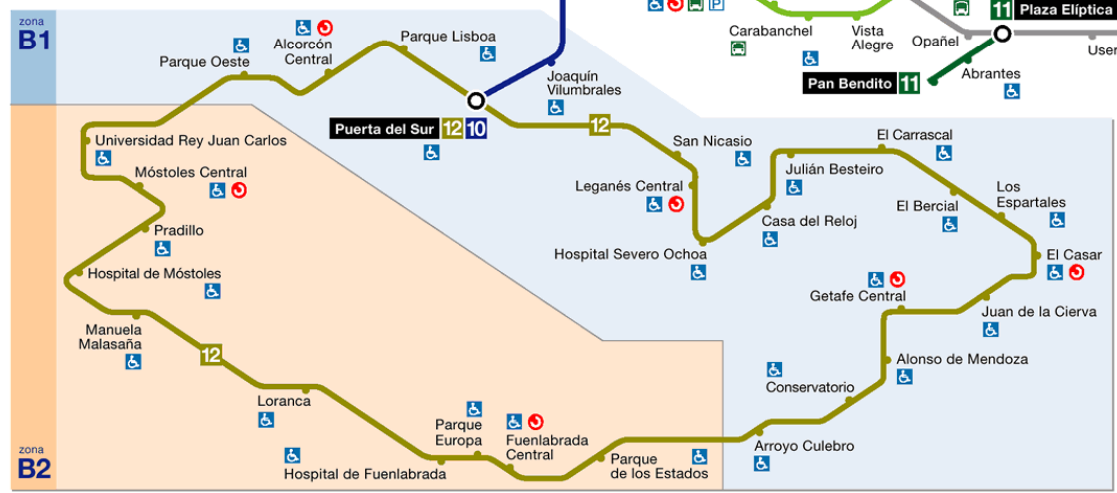 zona
B1
Parque Oeste
Alcorcón
Central
Parque Lisboa
Joaquín
Vilumbrales
Carabanchel
Vista
Alegre
Opañel
11 Plaza Elíptica
Abrantes
Pan Bendito 11
Puerta del Sur 12 10
12
San Nicasio
Leganés Central
Hospital Severo Ochoa
Casa del Reloj
Julián Besteiro
El Carrascal
El Bercial
Los
Espartales
El Casar
Juan de la Cierva
Getafe Central
Alonso de Mendoza
Conservatorio
Arroyo Culebro
Universidad Rey Juan Carlos
Móstoles Central
Pradillo
Hospital de Móstoles
Manuela
Malasaña
12
Loranca
Hospital de Fuenlabrada
Parque
Europa
Fuenlabrada
Central
Parque
de los Estados
zona
B2